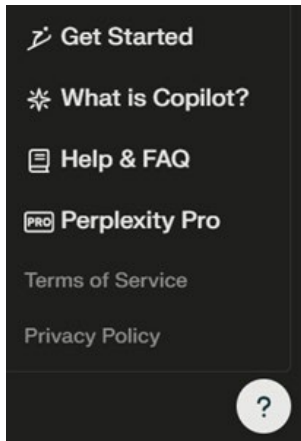 Get Started
What is Copilot?
Help & FAQ
PRO Perplexity Pro
Terms of Service
Privacy Policy
?